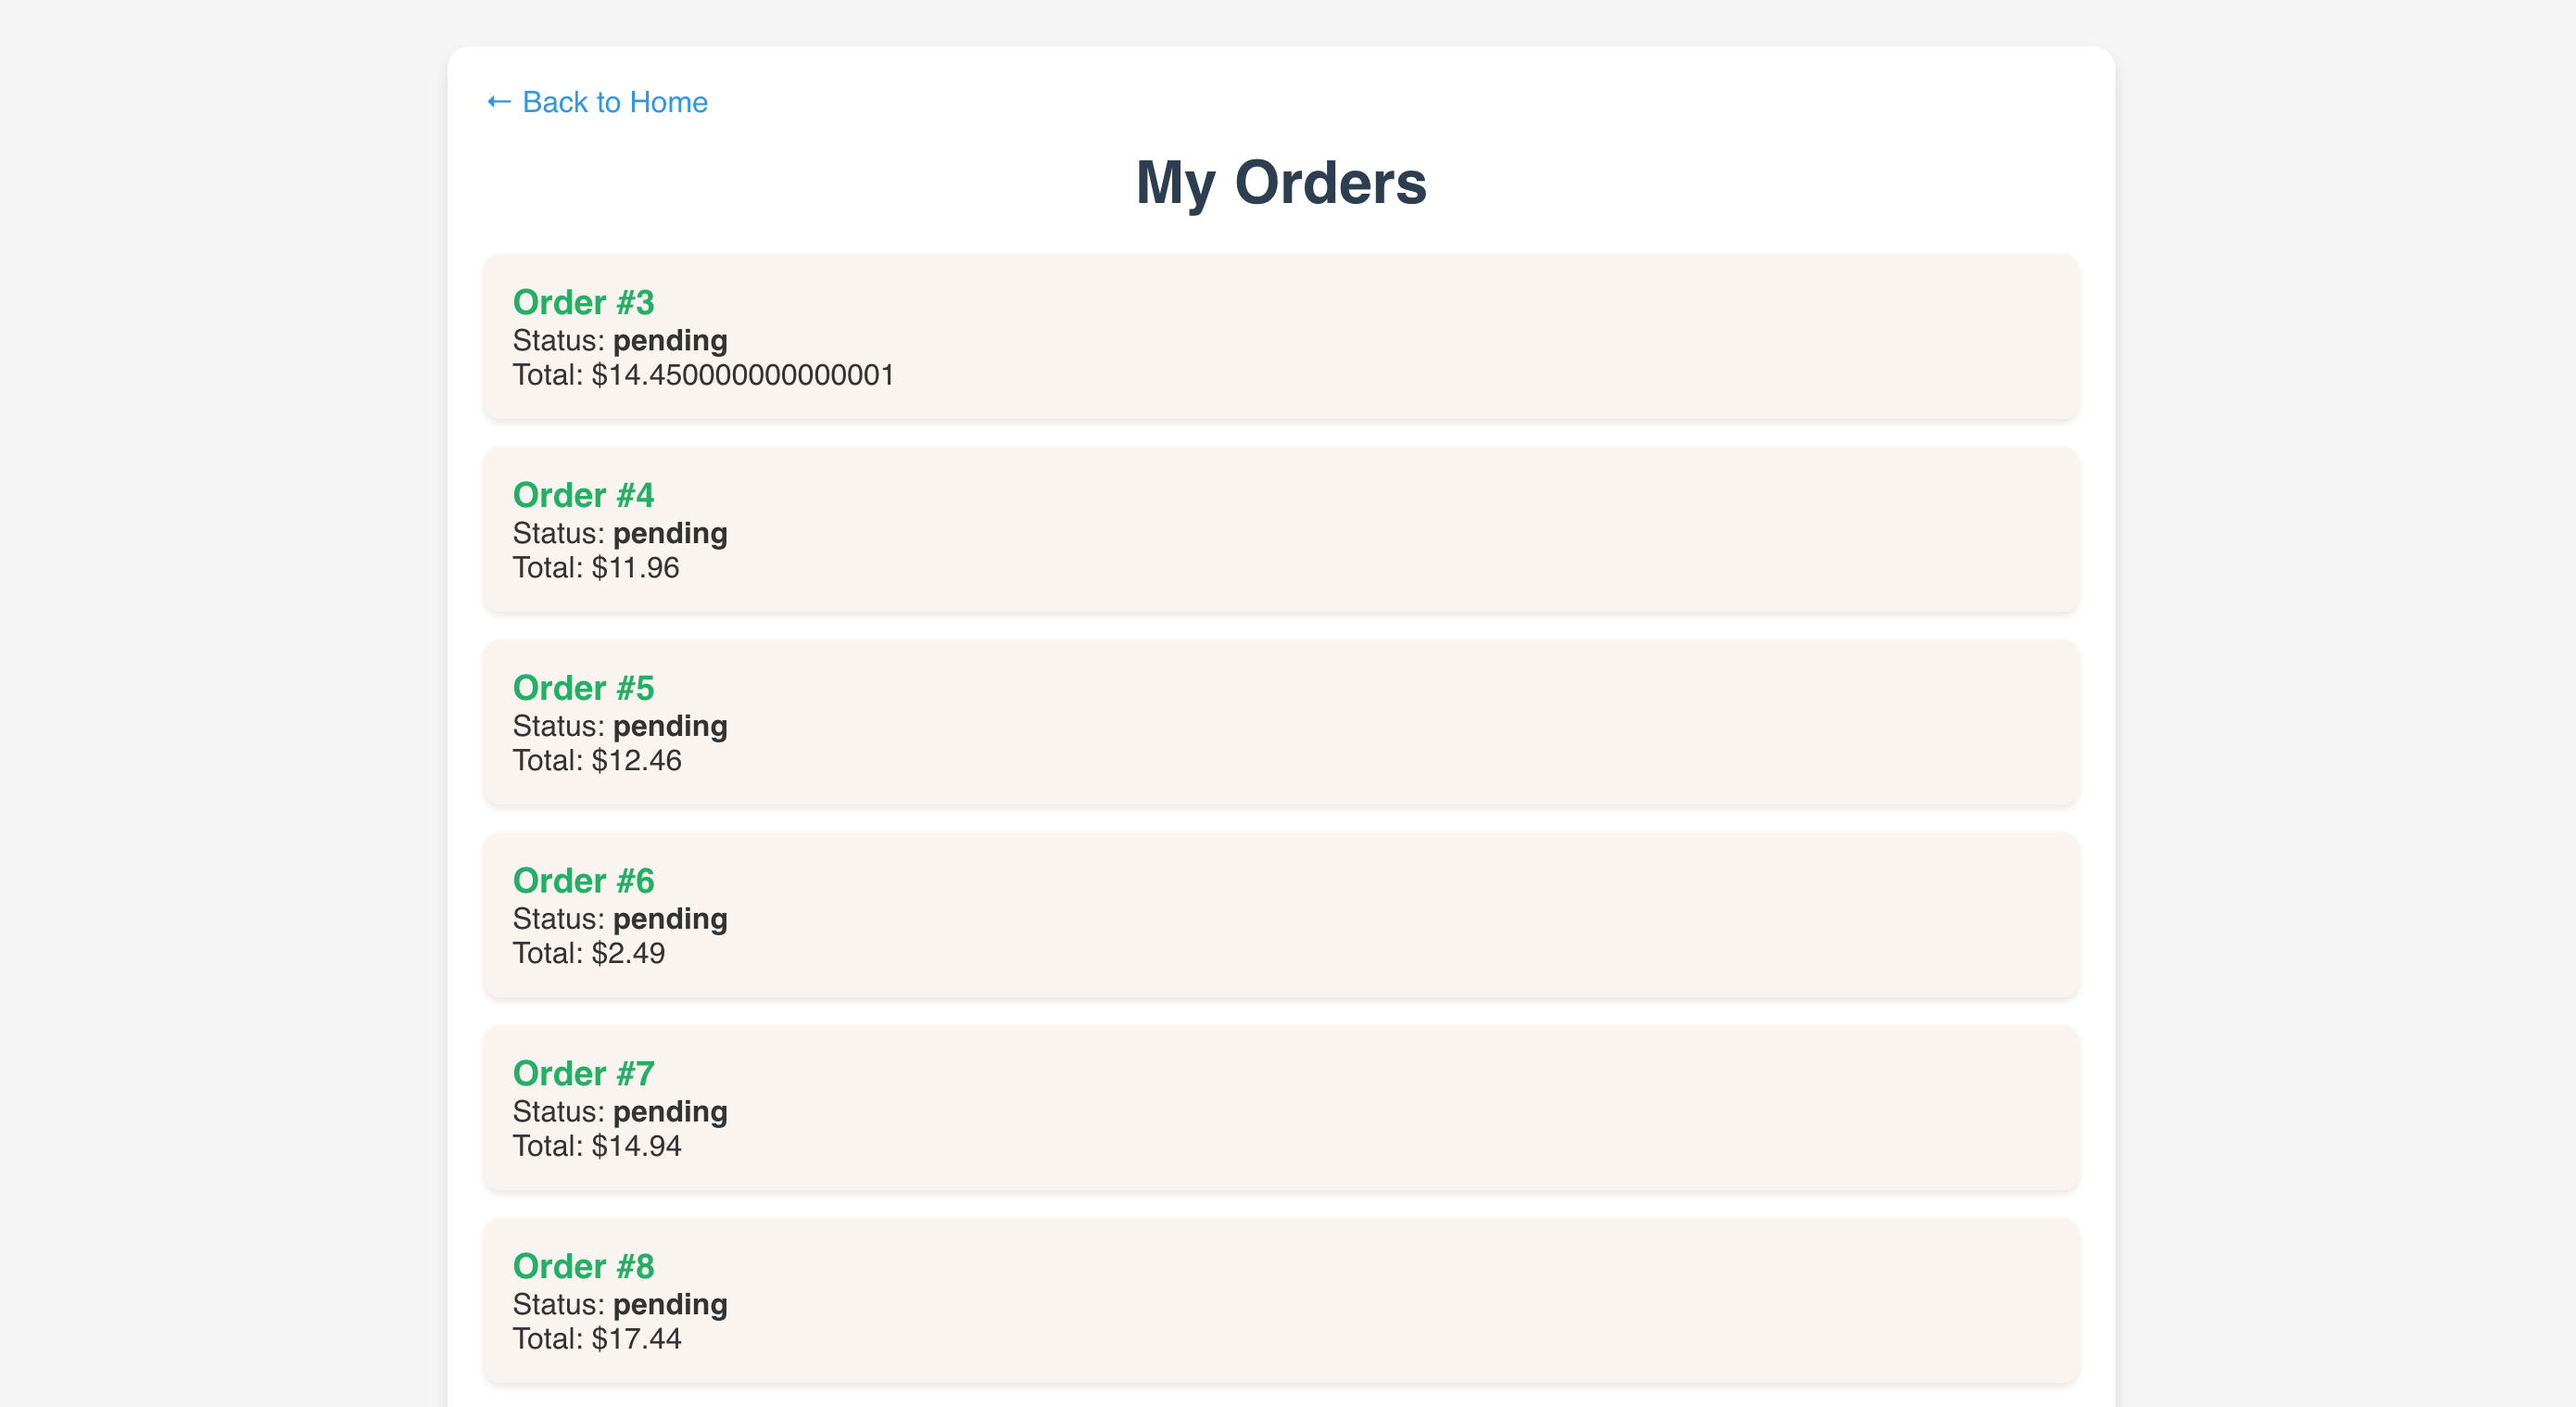 ← Back to Home
My Orders
Order #3
Status: pending
Total: $14.450000000000001
Order #4
Status: pending
Total: $11.96
Order #5
Status: pending
Total: $12.46
Order #6
Status: pending
Total: $2.49
Order #7
Status: pending
Total: $14.94
Order #8
Status: pending
Total: $17.44